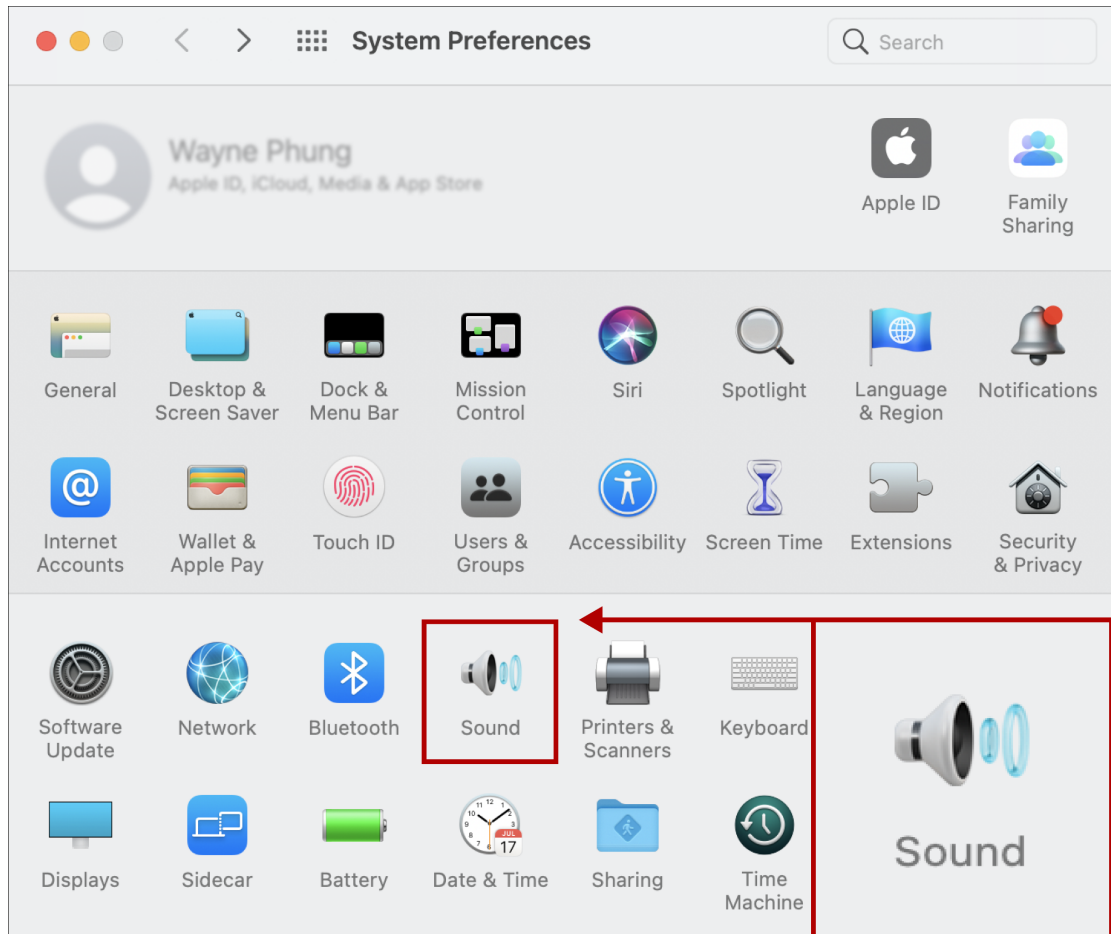 System Preferences
Search
Wayne Phung
Apple ID, iCloud, Media & App Store
Apple ID
Family
Sharing
General
Desktop &
Screen Saver
Dock &
Menu Bar
Mission
Control
Siri
Spotlight
Language
& Region
Notifications
Internet
Accounts
Wallet &
Apple Pay
Touch ID
Users &
Groups
Accessibility
Screen Time
Extensions
Security
& Privacy
Software
Update
Network
Bluetooth
Sound
Printers &
Scanners
Keyboard
Sound
Displays
Sidecar
Battery
JUL
17
Date & Time
Sharing
Time
Machine